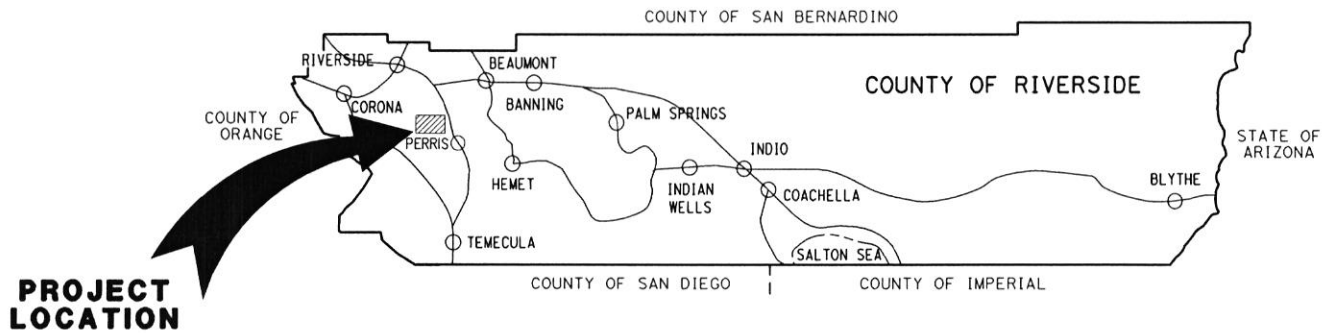 COUNTY OF SAN BERNARDINO
RIVERSIDE
BEAUMONT
COUNTY OF RIVERSIDE
CORONA
BANNING
COUNTY OF
ORANGE
PALM SPRINGS
STATE OF
ARIZONA
PERRIS
INDIO
HEMET
INDIAN
WELLS
COACHELLA
BLYTHE
TEMECULA
SALTON SEA
PROJECT
LOCATION
COUNTY OF SAN DIEGO
COUNTY OF IMPERIAL